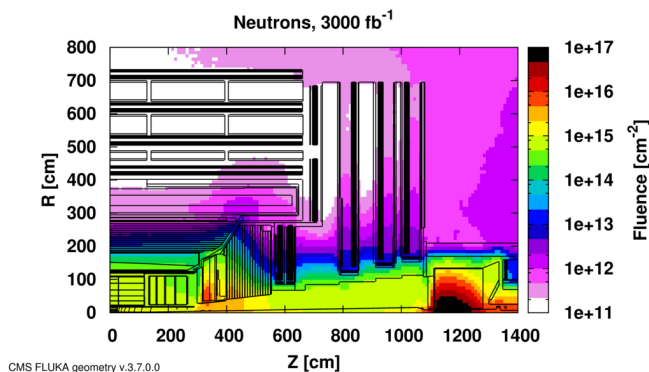 Neutrons, 3000 fb⁻¹
800
700
600
500
400
300
200
100
0
R [cm]
0 200 400 600 800 1000 1200 1400
Z [cm]
1e+17
1e+16
1e+15
1e+14
1e+13
1e+12
1e+11
Fluence [cm⁻²]
CMS FLUKA geometry v.3.7.0.0